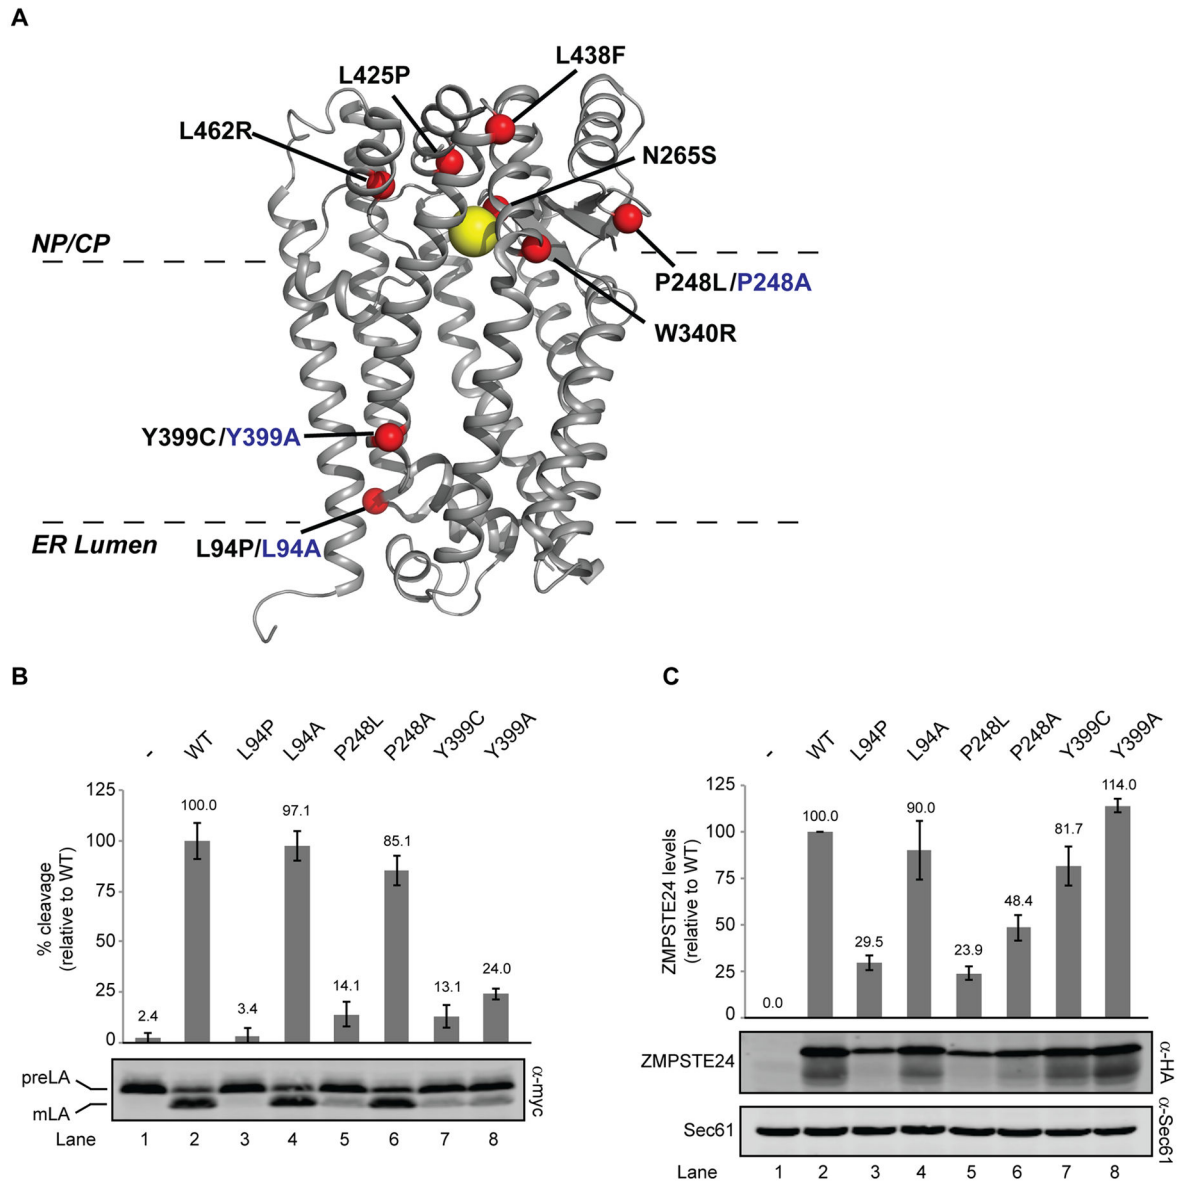 A
L438F
L425P
L462R
N265S
NP/CP
P248L/P248A
W340R
Y399C/Y399A
ER Lumen
L94P/L94A
B
- WT L94P L94A P248L P248A Y399C Y399A
% cleavage
(relative to WT)
125
100
75
50
25
0
2.4
100.0
3.4
97.1
14.1
85.1
13.1
24.0
preLA
mLA
α-myc
Lane 1 2 3 4 5 6 7 8
C
- WT L94P L94A P248L P248A Y399C Y399A
ZMPSTE24 levels
(relative to WT)
125
100
75
50
25
0
0.0
100.0
29.5
90.0
23.9
48.4
81.7
114.0
ZMPSTE24
α-HA
Sec61
α-Sec61
Lane 1 2 3 4 5 6 7 8